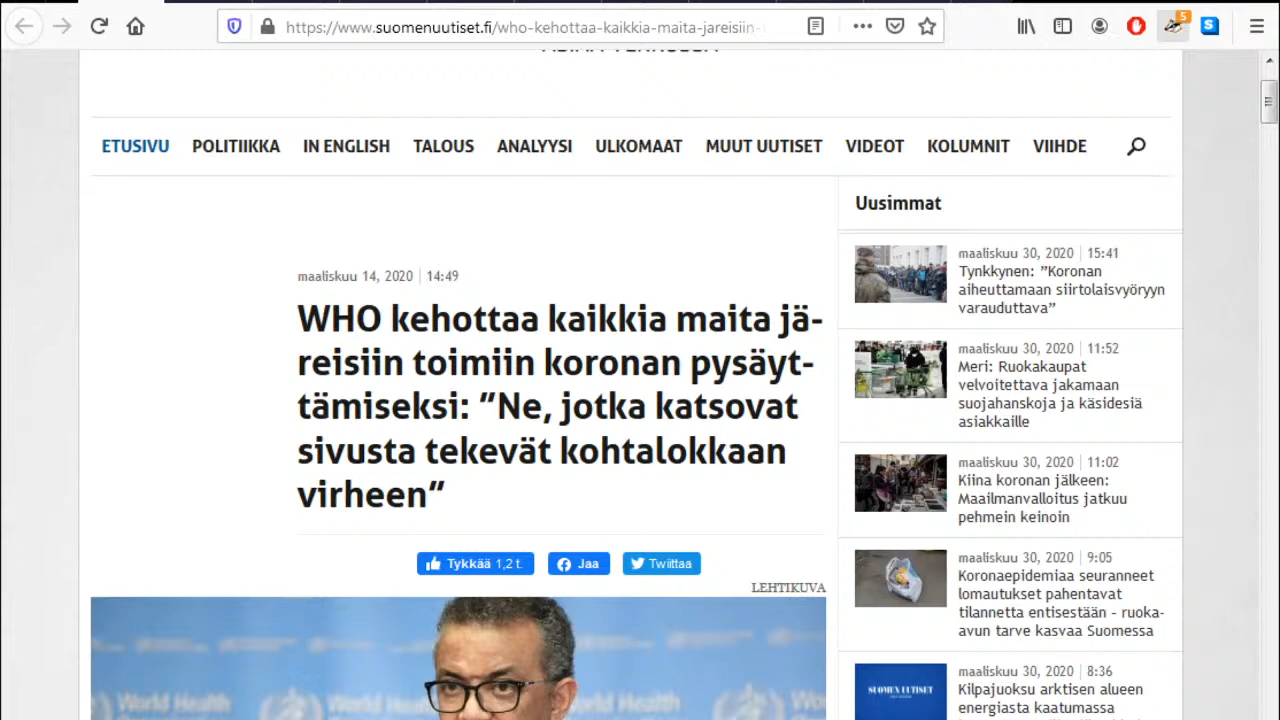 https://www.suomenuutiset.fi/who-kehottaa-kaikkia-maita-jareisiin-
5
S
ETUSIVU POLITIIKKA IN ENGLISH TALOUS ANALYYSI ULKOMAAT MUUT UUTISET VIDEOT KOLUMNIT VIIHDE
maaliskuu 14, 2020 | 14:49
WHO kehottaa kaikkia maita jä-
reisiin toimiin koronan pysäyt-
tämiseksi: ”Ne, jotka katsovat
sivusta tekevät kohtalokkaan
virheen”
Tykkää 1,2 t. Jaa Twiittaa
LEHTIKUVA
World Health
Uusimmat
maaliskuu 30, 2020 | 15:41
Tynkkynen: ”Koronan
aiheuttamaan siirtolaisvyöryyn
varauduttava”
maaliskuu 30, 2020 | 11:52
Meri: Ruokakaupat
velvoitettava jakamaan
suojahanskoja ja käsidesiä
asiakkaille
maaliskuu 30, 2020 | 11:02
Kiina koronan jälkeen:
Maailmanvalloitus jatkuu
pehmein keinoin
maaliskuu 30, 2020 | 9:05
Koronaepidemiaa seuranneet
lomautukset pahentavat
tilannetta entisestään - ruoka-
avun tarve kasvaa Suomessa
SUOMEN UUTISET
maaliskuu 30, 2020 | 8:36
Kilpajuoksu arktisen alueen
energiasta kaatumassa